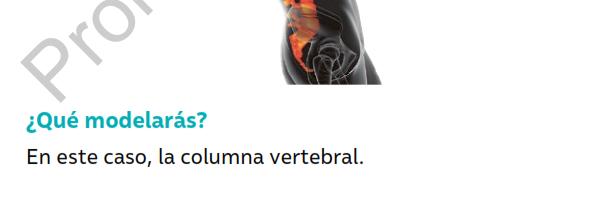 ¿Qué modelarás?
En este caso, la columna vertebral.